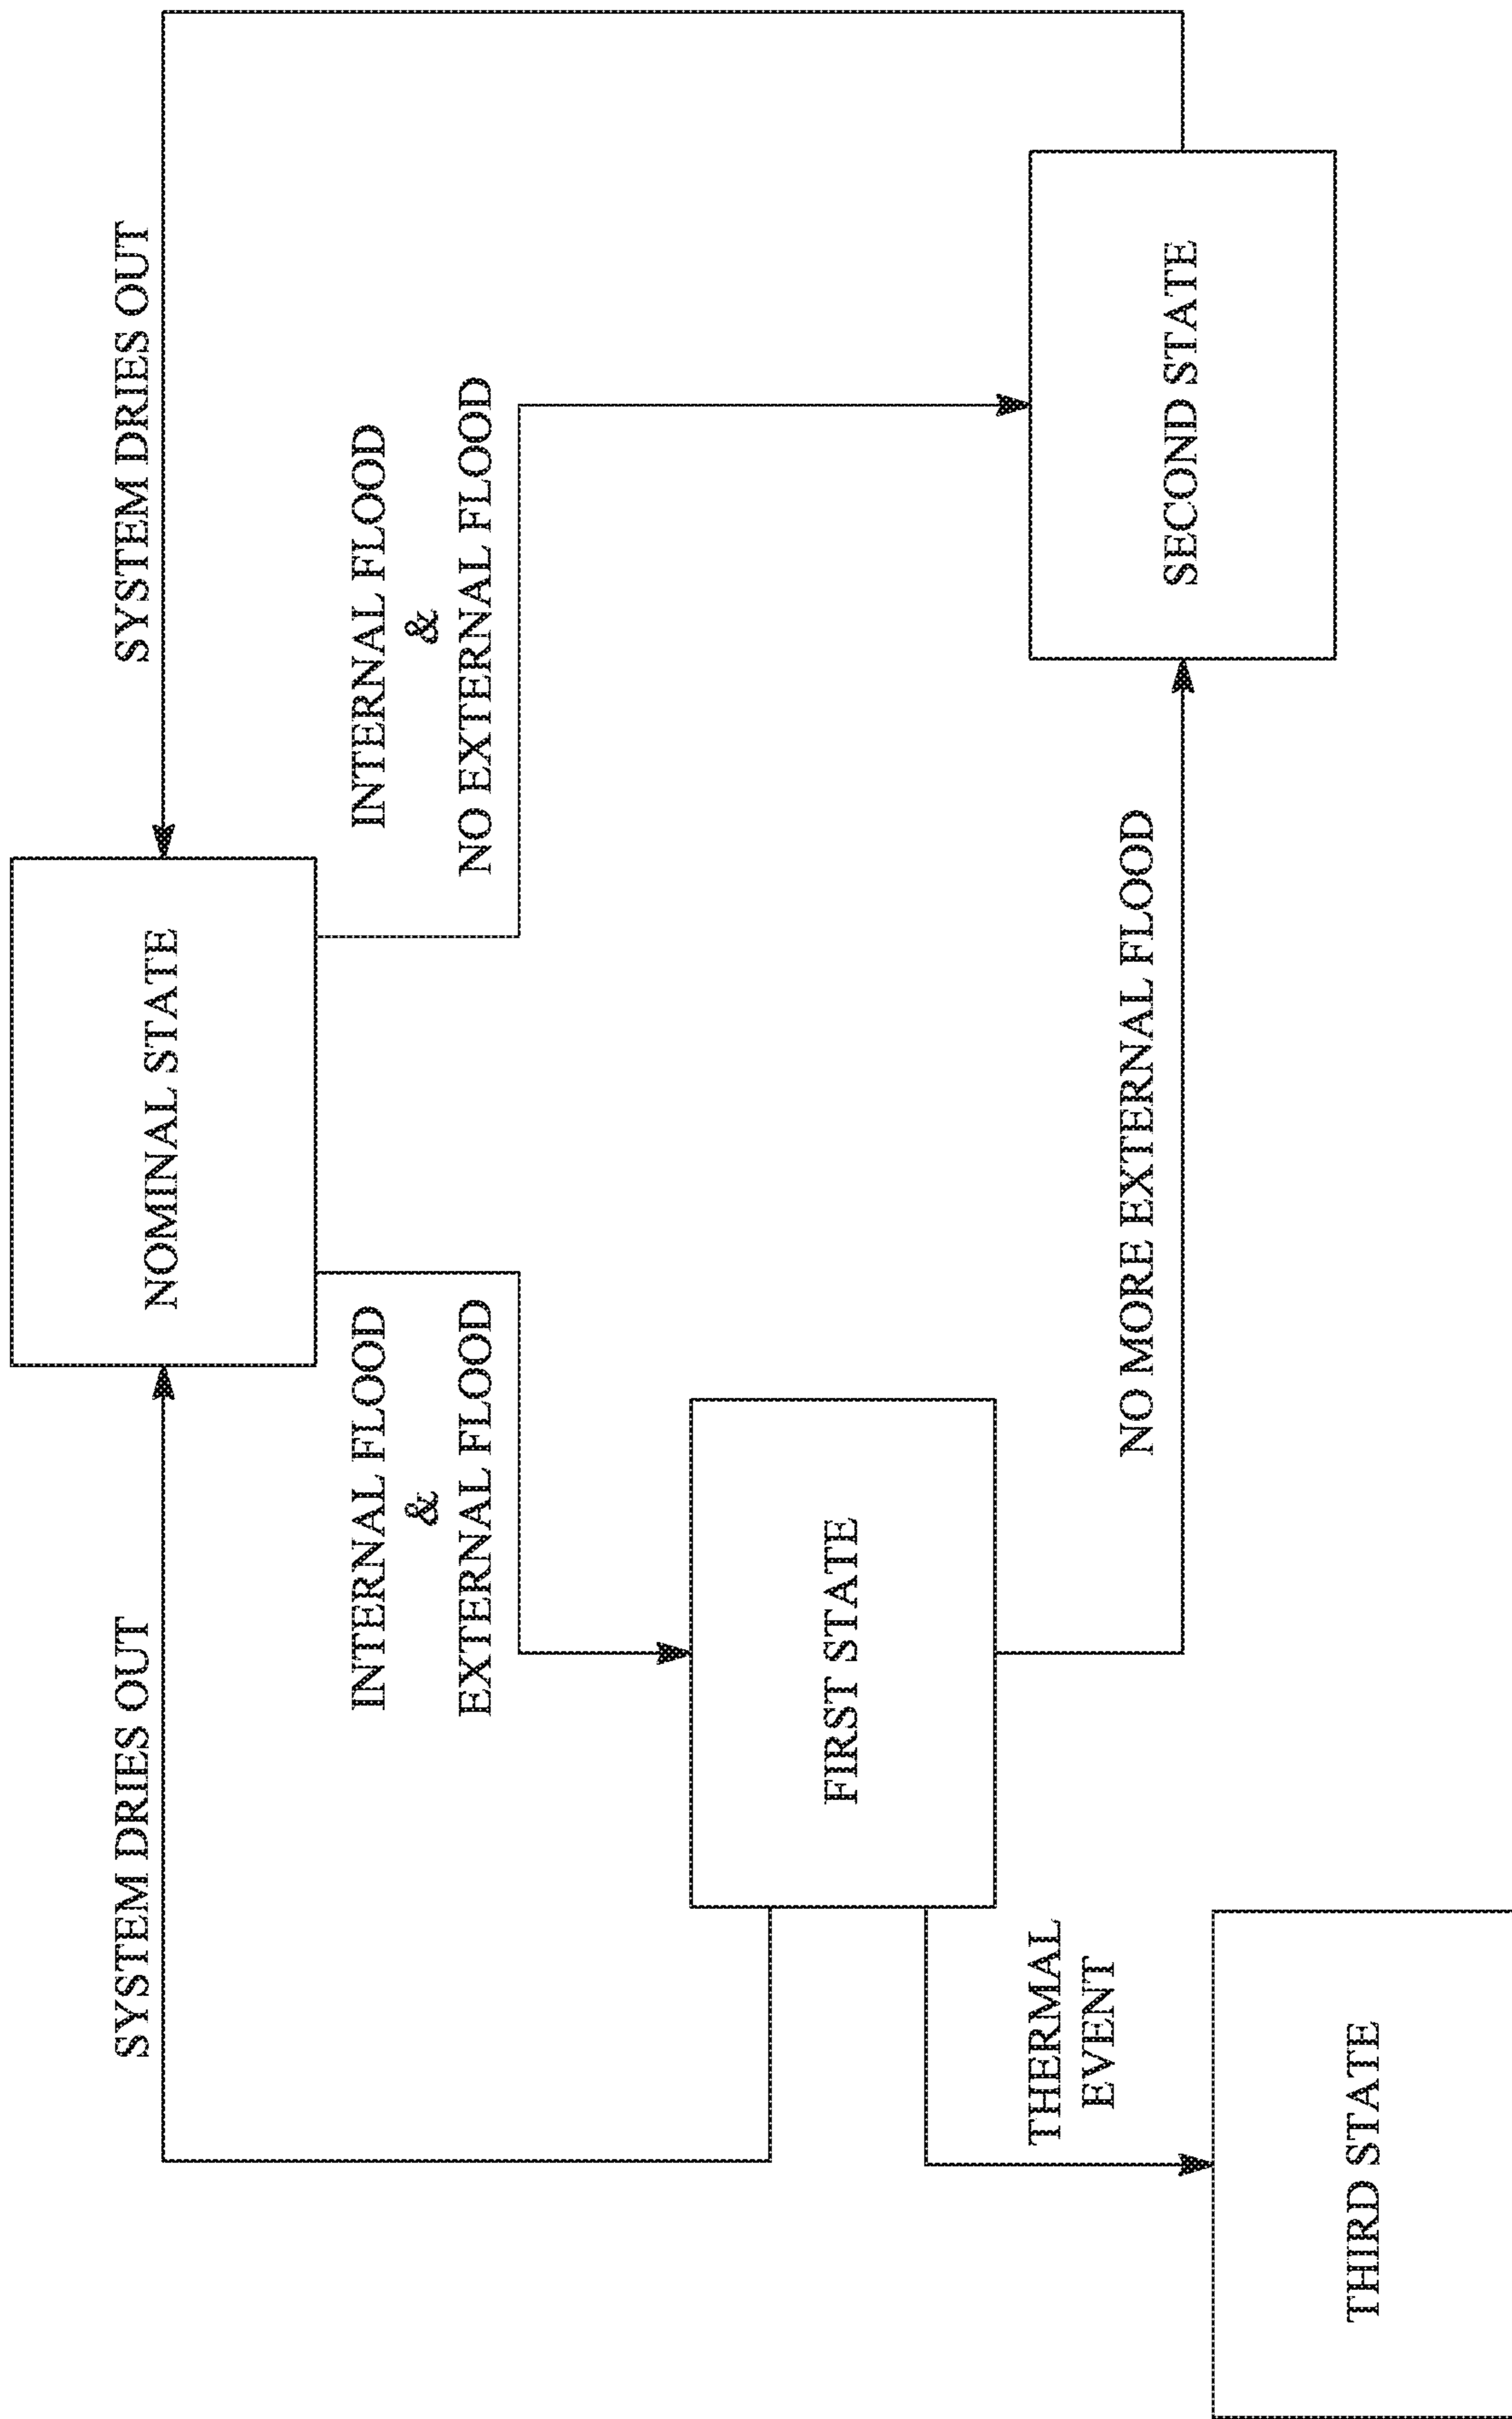 SYSTEM DRIES OUT
NOMINAL STATE
SYSTEM DRIES OUT
INTERNAL FLOOD
&
EXTERNAL FLOOD
INTERNAL FLOOD
&
NO EXTERNAL FLOOD
FIRST STATE
THERMAL
EVENT
NO MORE EXTERNAL FLOOD
SECOND STATE
THIRD STATE